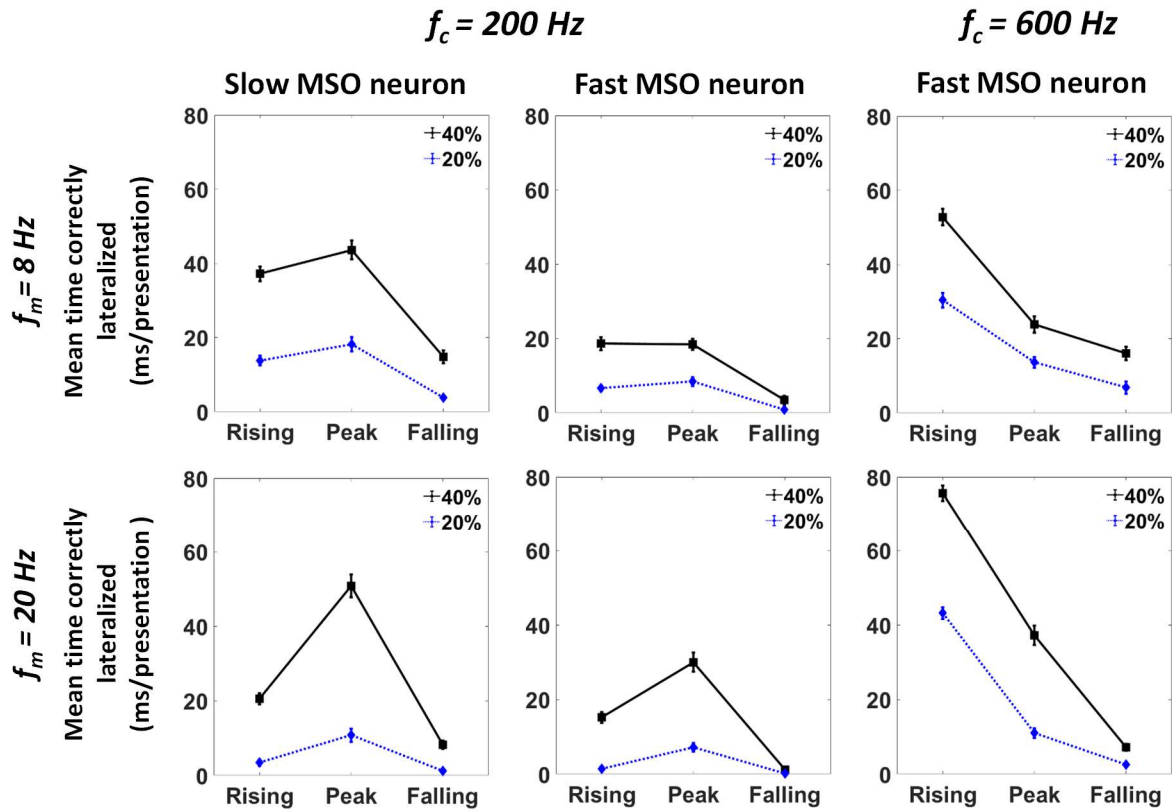 f_c = 200 Hz
f_c = 600 Hz
Slow MSO neuron
Fast MSO neuron
Fast MSO neuron
f_m = 8 Hz
Mean time correctly
lateralized
(ms/presentation)
80
60
40
20
0
40%
20%
Rising Peak Falling
80
60
40
20
0
40%
20%
Rising Peak Falling
80
60
40
20
0
40%
20%
Rising Peak Falling
f_m = 20 Hz
Mean time correctly
lateralized
(ms/presentation )
80
60
40
20
0
40%
20%
Rising Peak Falling
80
60
40
20
0
40%
20%
Rising Peak Falling
80
60
40
20
0
40%
20%
Rising Peak Falling